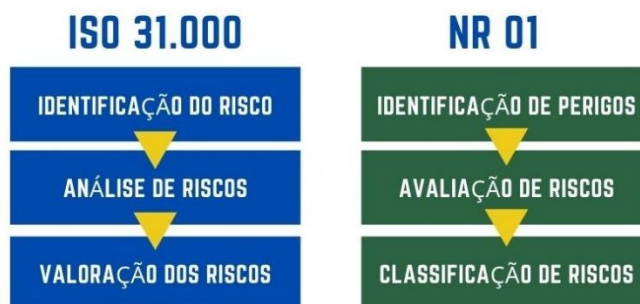 ISO 31.000
IDENTIFICAÇÃO DO RISCO
ANÁLISE DE RISCOS
VALORAÇÃO DOS RISCOS
NR 01
IDENTIFICAÇÃO DE PERIGOS
AVALIAÇÃO DE RISCOS
CLASSIFICAÇÃO DE RISCOS